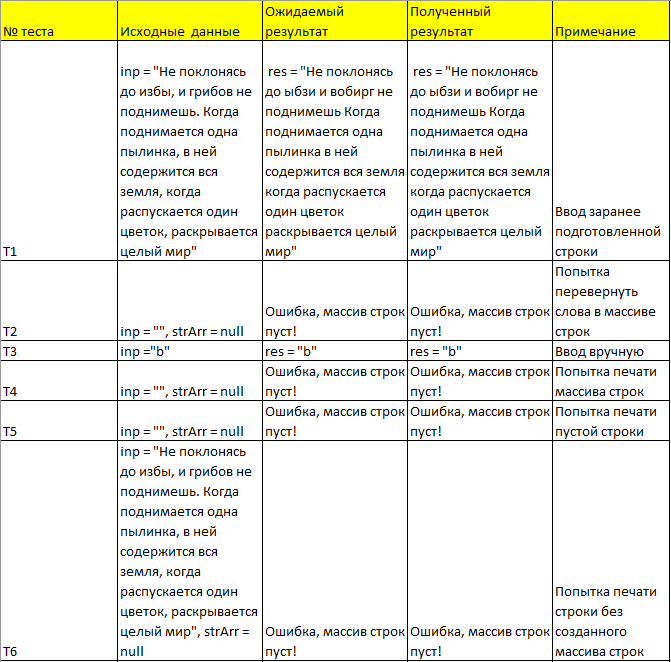 № теста
Исходные данные
Ожидаемый
результат
Полученный
результат
Примечание
T1
inp = "Не поклонясь
до избы, и грибов не
поднимешь. Когда
поднимается одна
пылинка, в ней
содержится вся
земля, когда
распускается один
цветок, раскрывается
целый мир"
res = "Не поклонясь
до ыбзи и вобирг не
поднимешь Когда
поднимается одна
пылинка в ней
содержится вся земля
когда распускается
один цветок
раскрывается целый
мир"
res = "Не поклонясь
до ыбзи и вобирг не
поднимешь Когда
поднимается одна
пылинка в ней
содержится вся земля
когда распускается
один цветок
раскрывается целый
мир"
Ввод заранее
подготовленной
строки
T2
inp = "", strArr = null
Ошибка, массив строк
пуст!
Ошибка, массив строк
пуст!
Попытка
перевернуть
слова в массиве
строк
T3
inp ="b"
res = "b"
res = "b"
Ввод вручную
T4
inp = "", strArr = null
Ошибка, массив строк
пуст!
Ошибка, массив строк
пуст!
Попытка печати
массива строк
T5
inp = "", strArr = null
Ошибка, массив строк
пуст!
Ошибка, массив строк
пуст!
Попытка печати
пустой строки
T6
inp = "Не поклонясь
до избы, и грибов не
поднимешь. Когда
поднимается одна
пылинка, в ней
содержится вся
земля, когда
распускается один
цветок, раскрывается
целый мир", strArr =
null
Ошибка, массив строк
пуст!
Ошибка, массив строк
пуст!
Попытка печати
строки без
созданного
массива строк